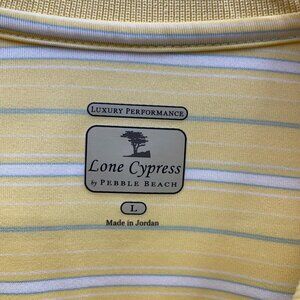 LUXURY PERFORMANCE
Lone Cypress
by PEBBLE BEACH
L
Made in Jordan